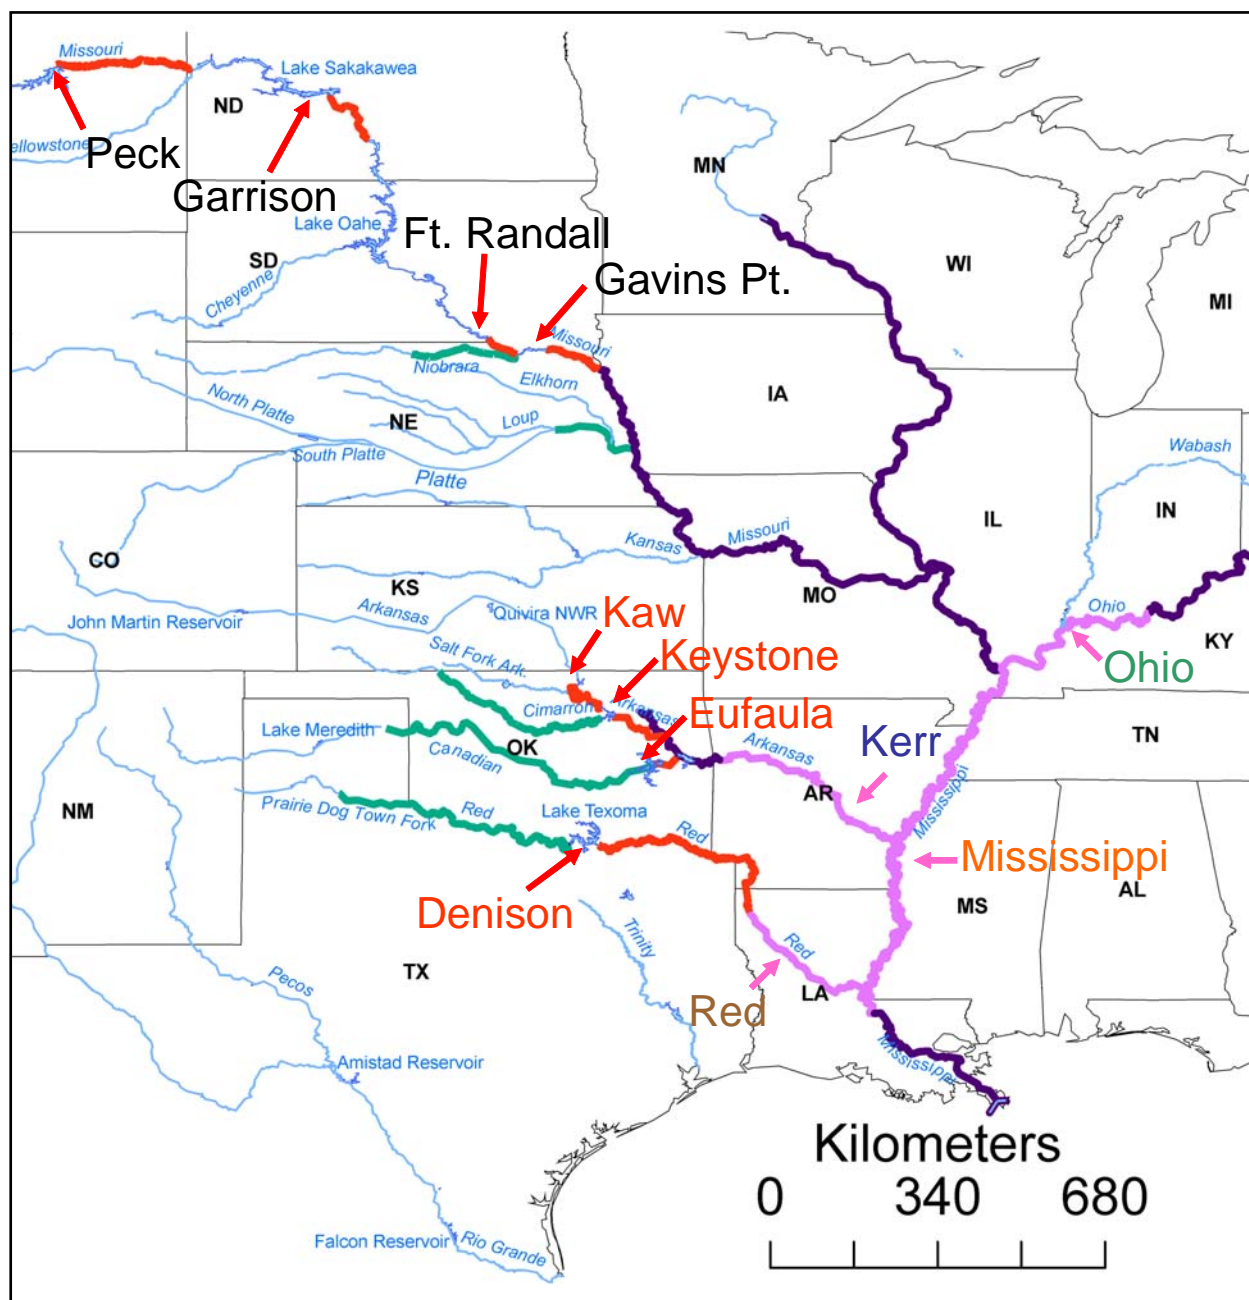 Missouri
Lake Sakakawea
ND
ellowstone
Peck
Garrison
MN
Lake Oahe
Ft. Randall
SD
Cheyenne
WI
Gavins Pt.
MI
Missouri
Niobrara
Elkhorn
North Platte
NE
Loup
IA
South Platte
Platte
Wabash
IL
IN
Missouri
Kansas
CO
KS
MO
Arkansas
Quivira NWR
Kaw
Ohio
John Martin Reservoir
KY
Salt Fork Ark.
Keystone
Ohio
Cimarron
Arkansas
Eufaula
Lake Meredith
OK
Canadian
Arkansas
Kerr
TN
AR
Mississippi
NM
Prairie Dog Town Fork
Red
Lake Texoma
Red
Mississippi
Denison
MS
AL
Trinity
TX
Pecos
Red
LA
Red
Mississippi
Amistad Reservoir
Kilometers
0 340 680
Falcon Reservoir
Rio Grande